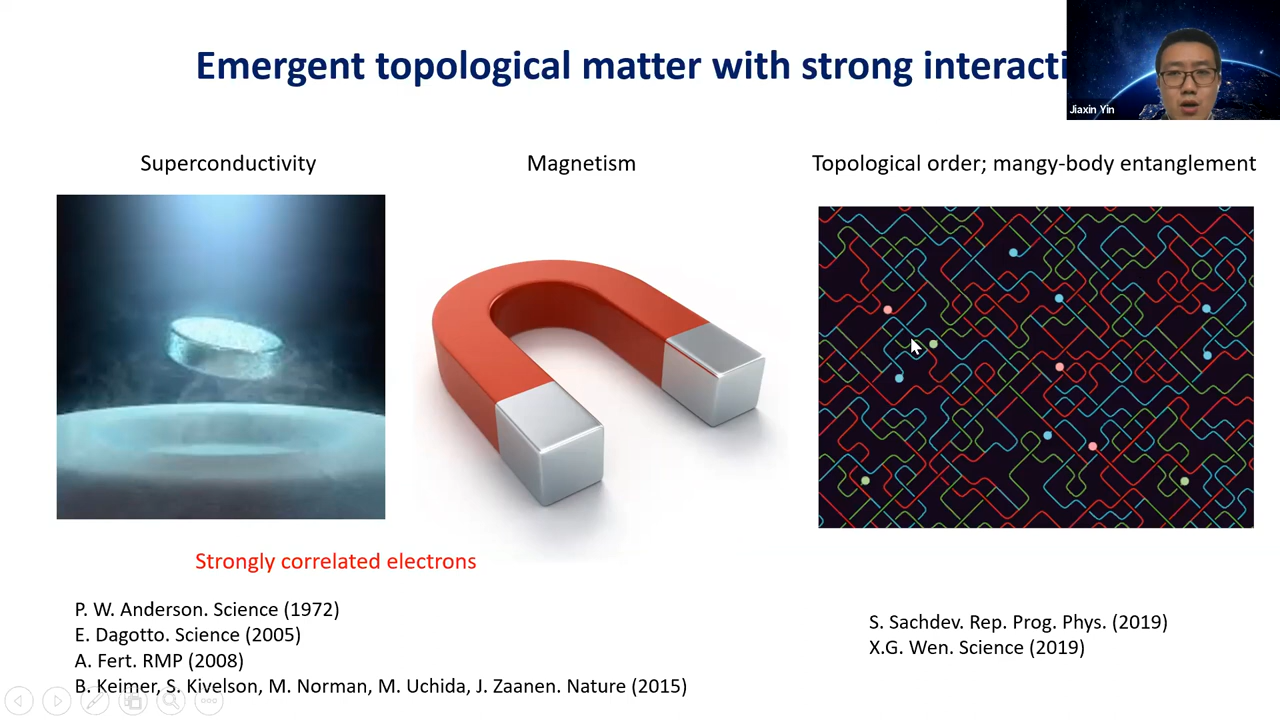 Emergent topological matter with strong interacti
Jiaxin Yin
Superconductivity
Magnetism
Topological order; mangy-body entanglement
Strongly correlated electrons
P. W. Anderson. Science (1972)
E. Dagotto. Science (2005)
A. Fert. RMP (2008)
B. Keimer, S. Kivelson, M. Norman, M. Uchida, J. Zaanen. Nature (2015)
S. Sachdev. Rep. Prog. Phys. (2019)
X.G. Wen. Science (2019)